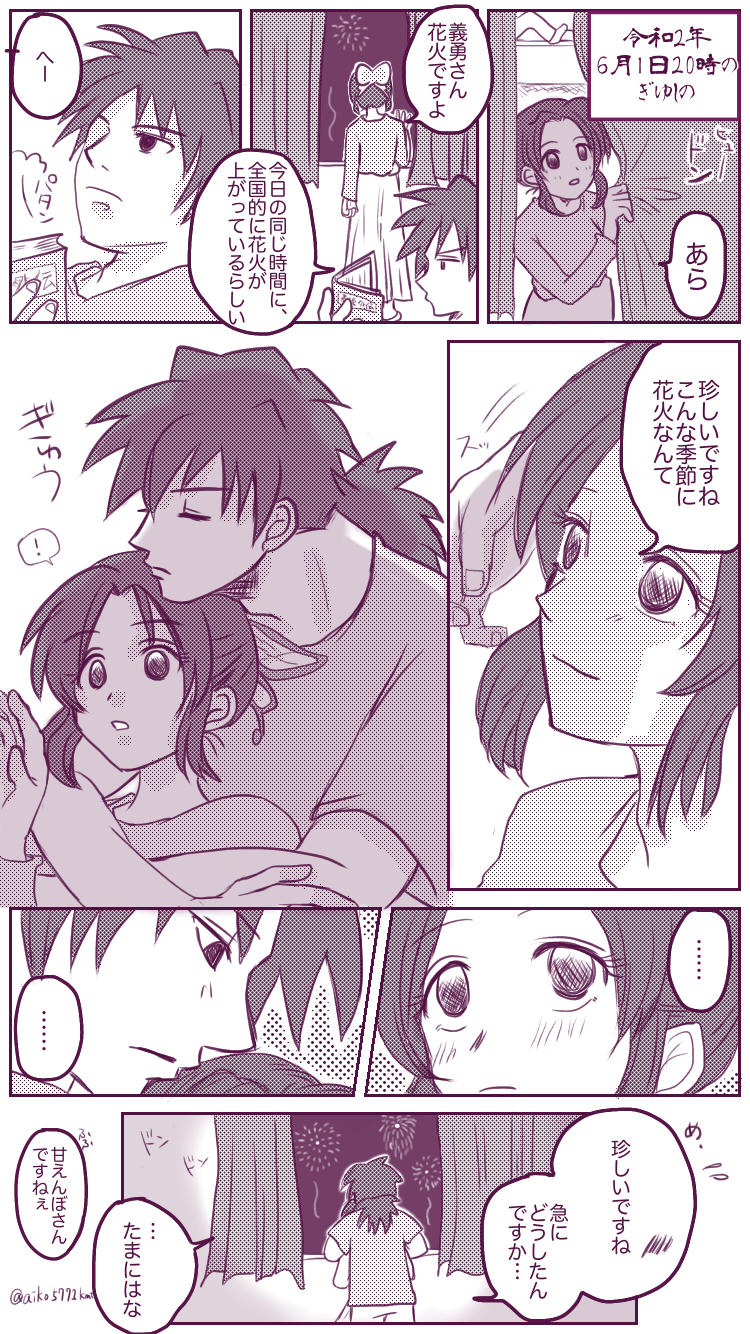 令和2年
6月1日20時の
ぎゆしの
ヒュー
ドン
あら
義勇さん
花火ですよ
今日の同じ時間に、
全国的に花火が
上がっているらしい
へー
パタン
珍しいですね
こんな季節に
花火なんて
ズッ
ぎゅう
!
……
……
め、
珍しいですね
急に
どうしたん
ですか…
ドン
ドン
…
たまにはな
ふふ
甘えんぼさん
ですねぇ